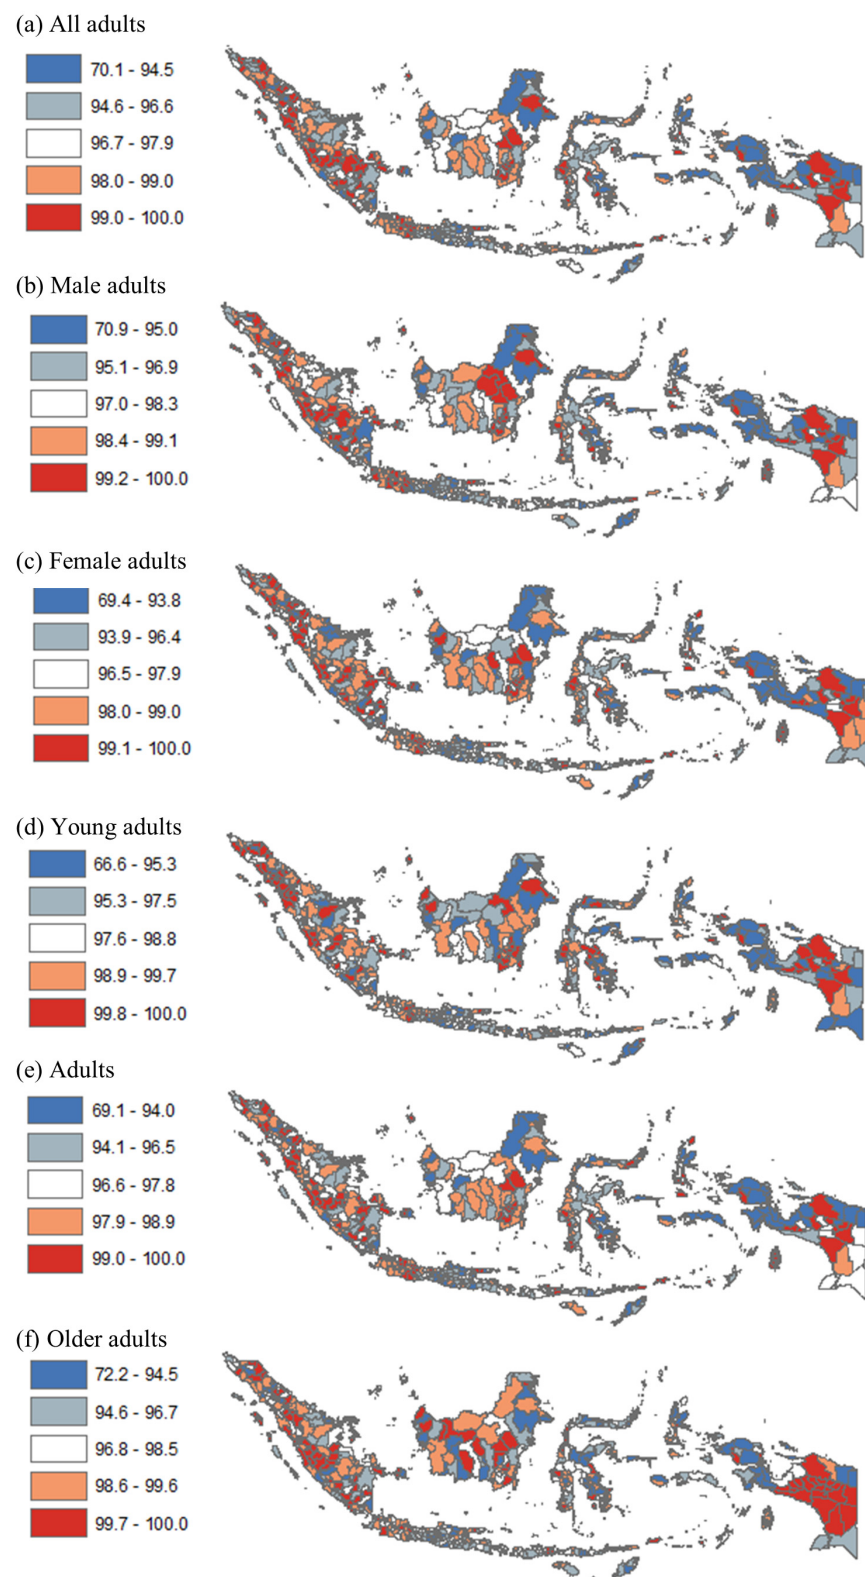 (a) All adults
70.1 - 94.5
94.6 - 96.6
96.7 - 97.9
98.0 - 99.0
99.0 - 100.0
(b) Male adults
70.9 - 95.0
95.1 - 96.9
97.0 - 98.3
98.4 - 99.1
99.2 - 100.0
(c) Female adults
69.4 - 93.8
93.9 - 96.4
96.5 - 97.9
98.0 - 99.0
99.1 - 100.0
(d) Young adults
66.6 - 95.3
95.3 - 97.5
97.6 - 98.8
98.9 - 99.7
99.8 - 100.0
(e) Adults
69.1 - 94.0
94.1 - 96.5
96.6 - 97.8
97.9 - 98.9
99.0 - 100.0
(f) Older adults
72.2 - 94.5
94.6 - 96.7
96.8 - 98.5
98.6 - 99.6
99.7 - 100.0